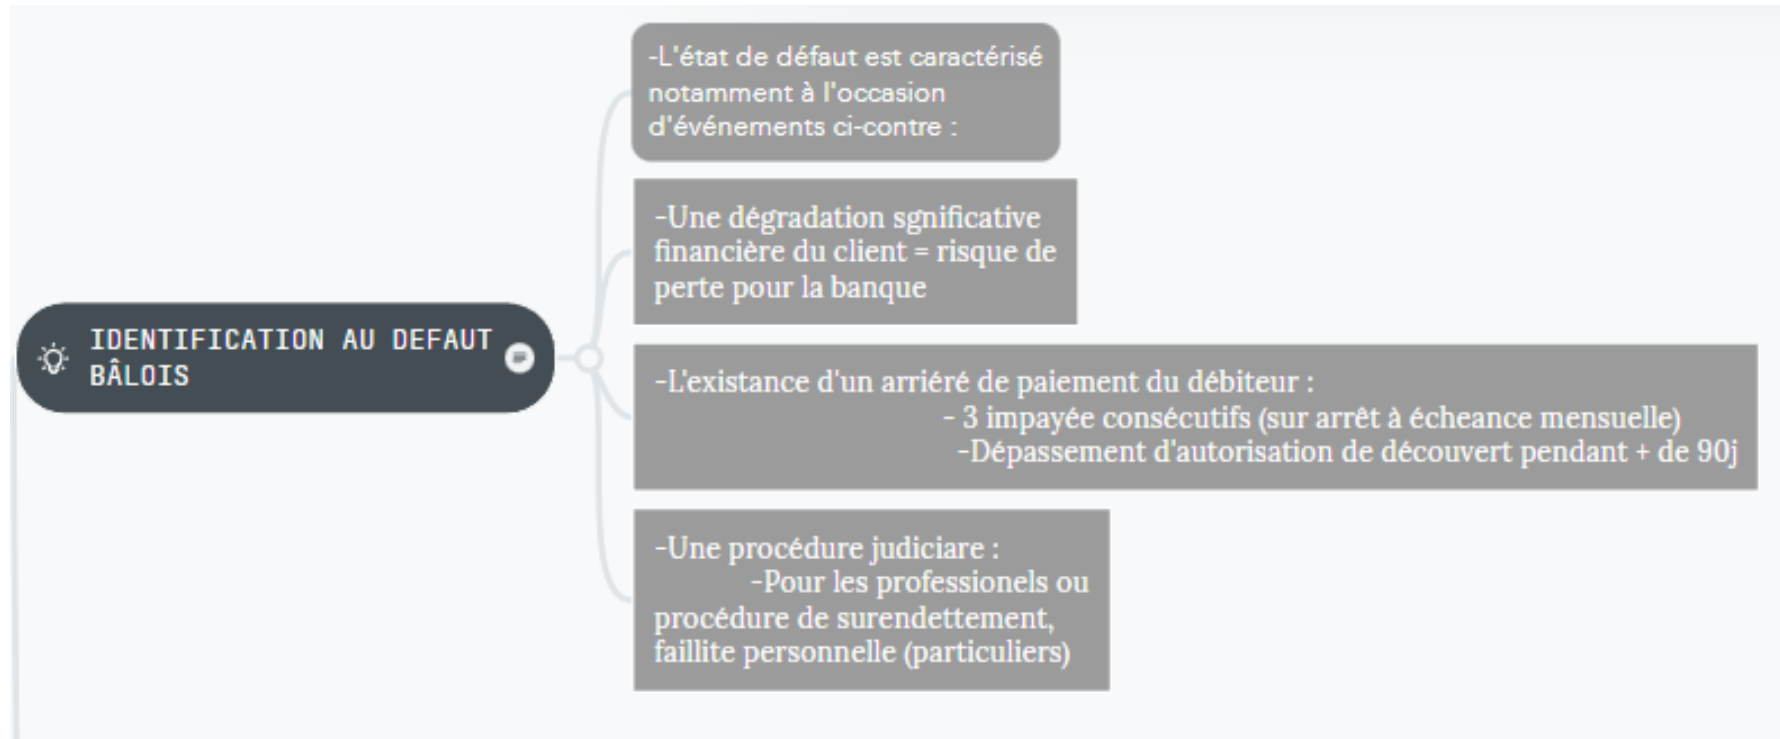 IDENTIFICATION AU DEFAUT
BÂLOIS
-L'état de défaut est caractérisé
notamment à l'occasion
d'événements ci-contre :
-Une dégradation sgnificative
financière du client = risque de
perte pour la banque
-L'existance d'un arriéré de paiement du débiteur :
- 3 impayée consécutifs (sur arrêt à écheance mensuelle)
-Dépassement d'autorisation de découvert pendant + de 90j
-Une procédure judiciare :
-Pour les professionels ou
procédure de surendettement,
faillite personnelle (particuliers)